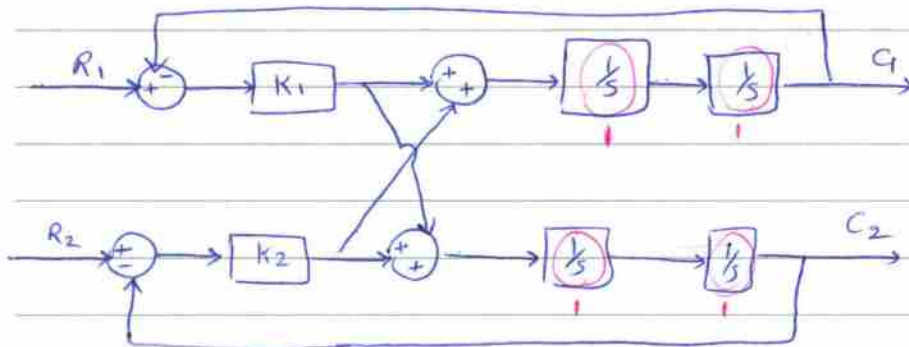 R₁ + - K₁ + + 1/s 1/s C₁
R₂ + - K₂ + + 1/s 1/s C₂